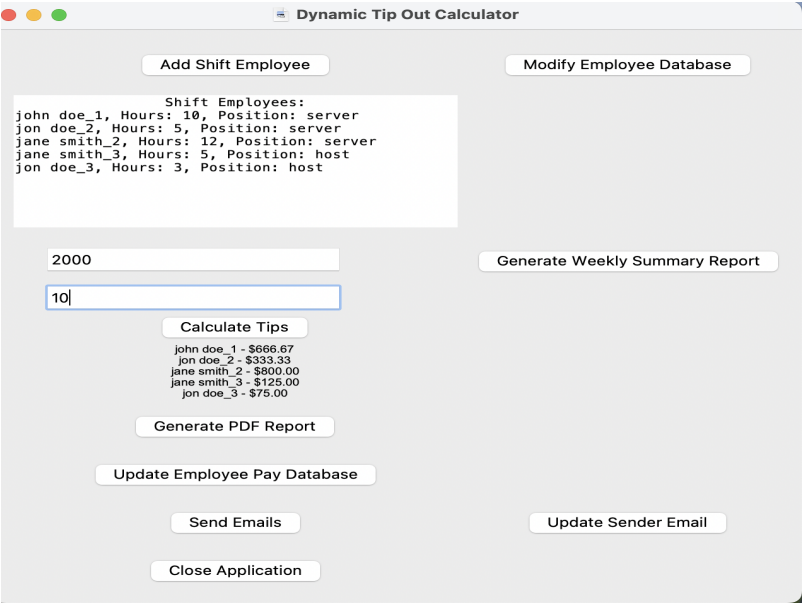 Dynamic Tip Out Calculator
Add Shift Employee
Modify Employee Database
Shift Employees:
john doe_1, Hours: 10, Position: server
jon doe_2, Hours: 5, Position: server
jane smith_2, Hours: 12, Position: server
jane smith_3, Hours: 5, Position: host
jon doe_3, Hours: 3, Position: host
2000
Generate Weekly Summary Report
10
Calculate Tips
john doe_1 - $666.67
jon doe_2 - $333.33
jane smith_2 - $800.00
jane smith_3 - $125.00
jon doe_3 - $75.00
Generate PDF Report
Update Employee Pay Database
Send Emails
Update Sender Email
Close Application